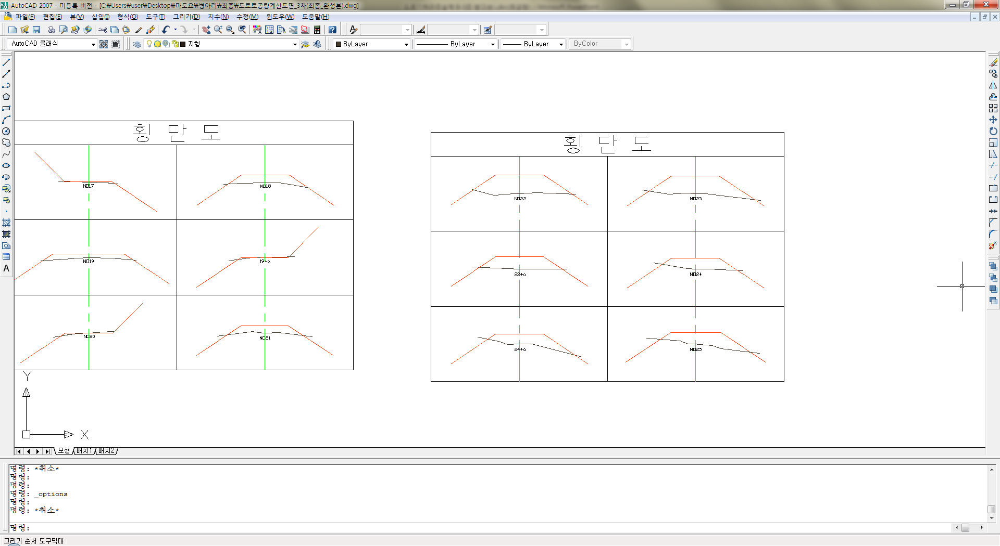 AutoCAD 2007 - 미등록 버전 - [C:₩Users₩user₩Desktop₩마도요₩병아리₩최종₩도로토공량계산도면_3차(최종_완성본).dwg]
파일(F) 편집(E) 뷰(V) 삽입(I) 형식(O) 도구(T) 그리기(D) 치수(N) 수정(M) 윈도우(W) 도움말(H)
AutoCAD 클래식 지형 ByLayer ByLayer ByLayer ByColor
횡 단 도
NO17 NO18
NO19 19+a
NO20 NO21
횡 단 도
NO22 NO23
23+a NO24
24+a NO25
Y
X
모형 배치1 배치2
명령: *취소*
명령:
명령:
명령: _options
명령:
명령: *취소*
명령:
그리기 순서 도구막대
A